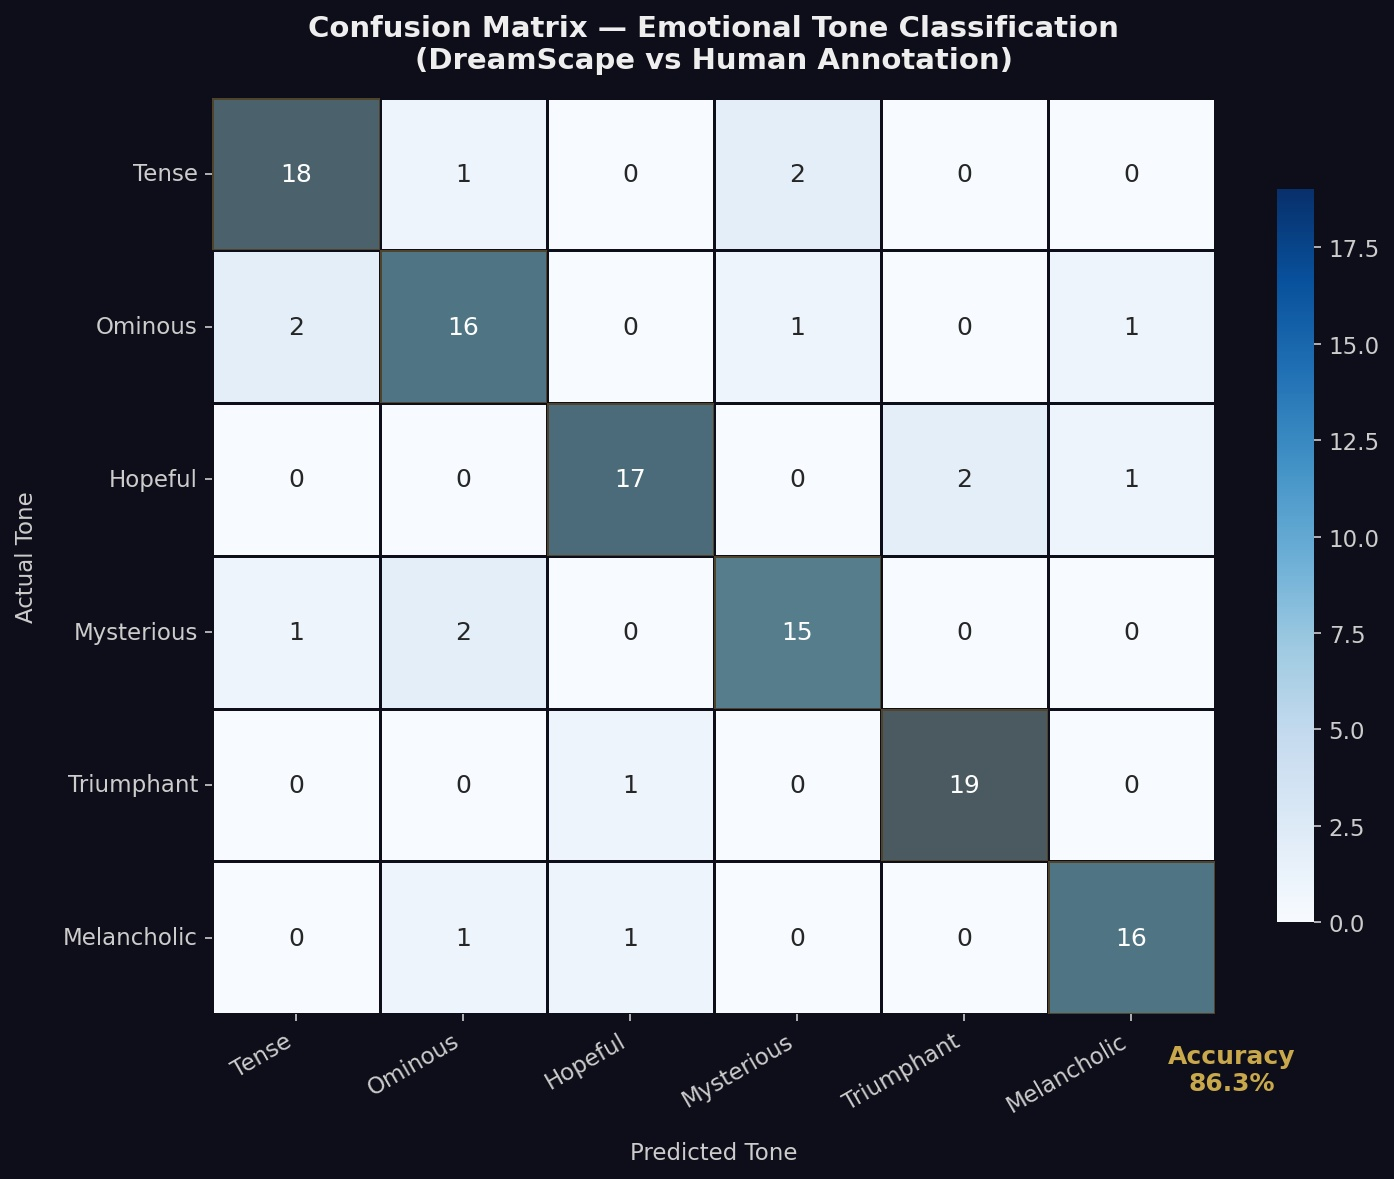 Confusion Matrix — Emotional Tone Classification
(DreamScape vs Human Annotation)
Actual Tone
Tense 18 1 0 2 0 0
Ominous 2 16 0 1 0 1
Hopeful 0 0 17 0 2 1
Mysterious 1 2 0 15 0 0
Triumphant 0 0 1 0 19 0
Melancholic 0 1 1 0 0 16
Tense Ominous Hopeful Mysterious Triumphant Melancholic
Predicted Tone
17.5
15.0
12.5
10.0
7.5
5.0
2.5
0.0
Accuracy
86.3%